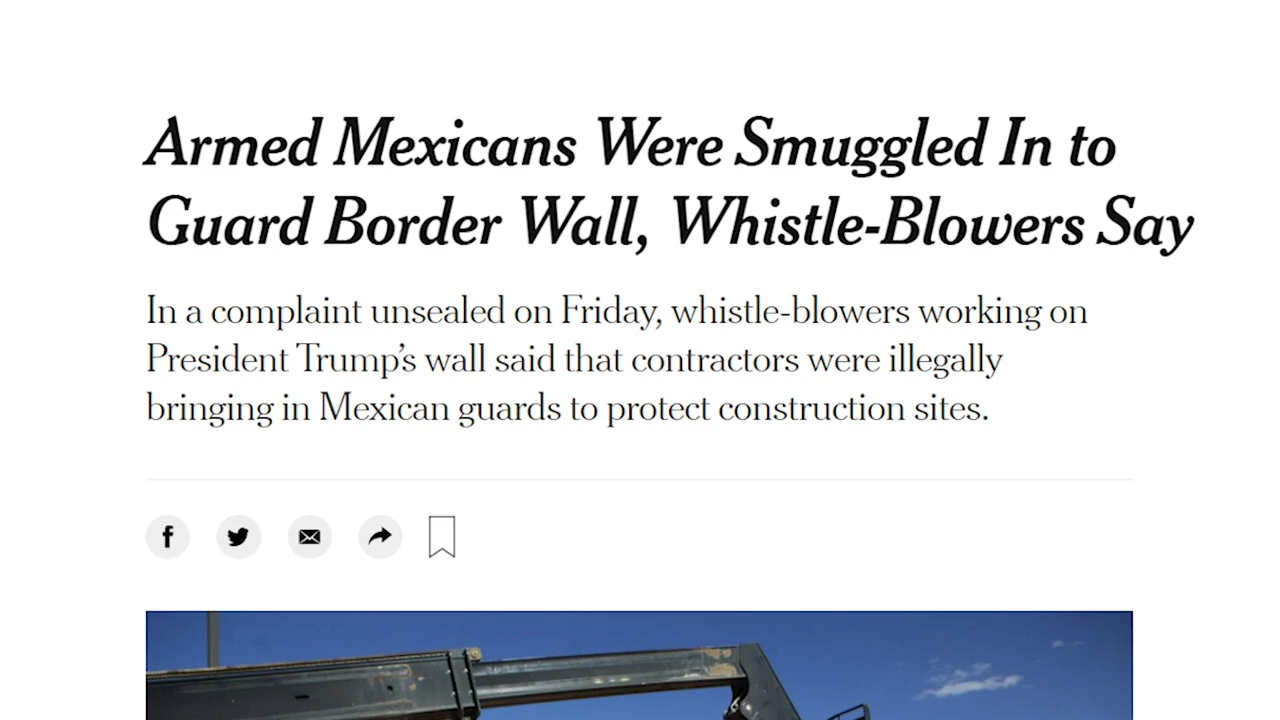 Armed Mexicans Were Smuggled In to
Guard Border Wall, Whistle-Blowers Say
In a complaint unsealed on Friday, whistle-blowers working on
President Trump’s wall said that contractors were illegally
bringing in Mexican guards to protect construction sites.